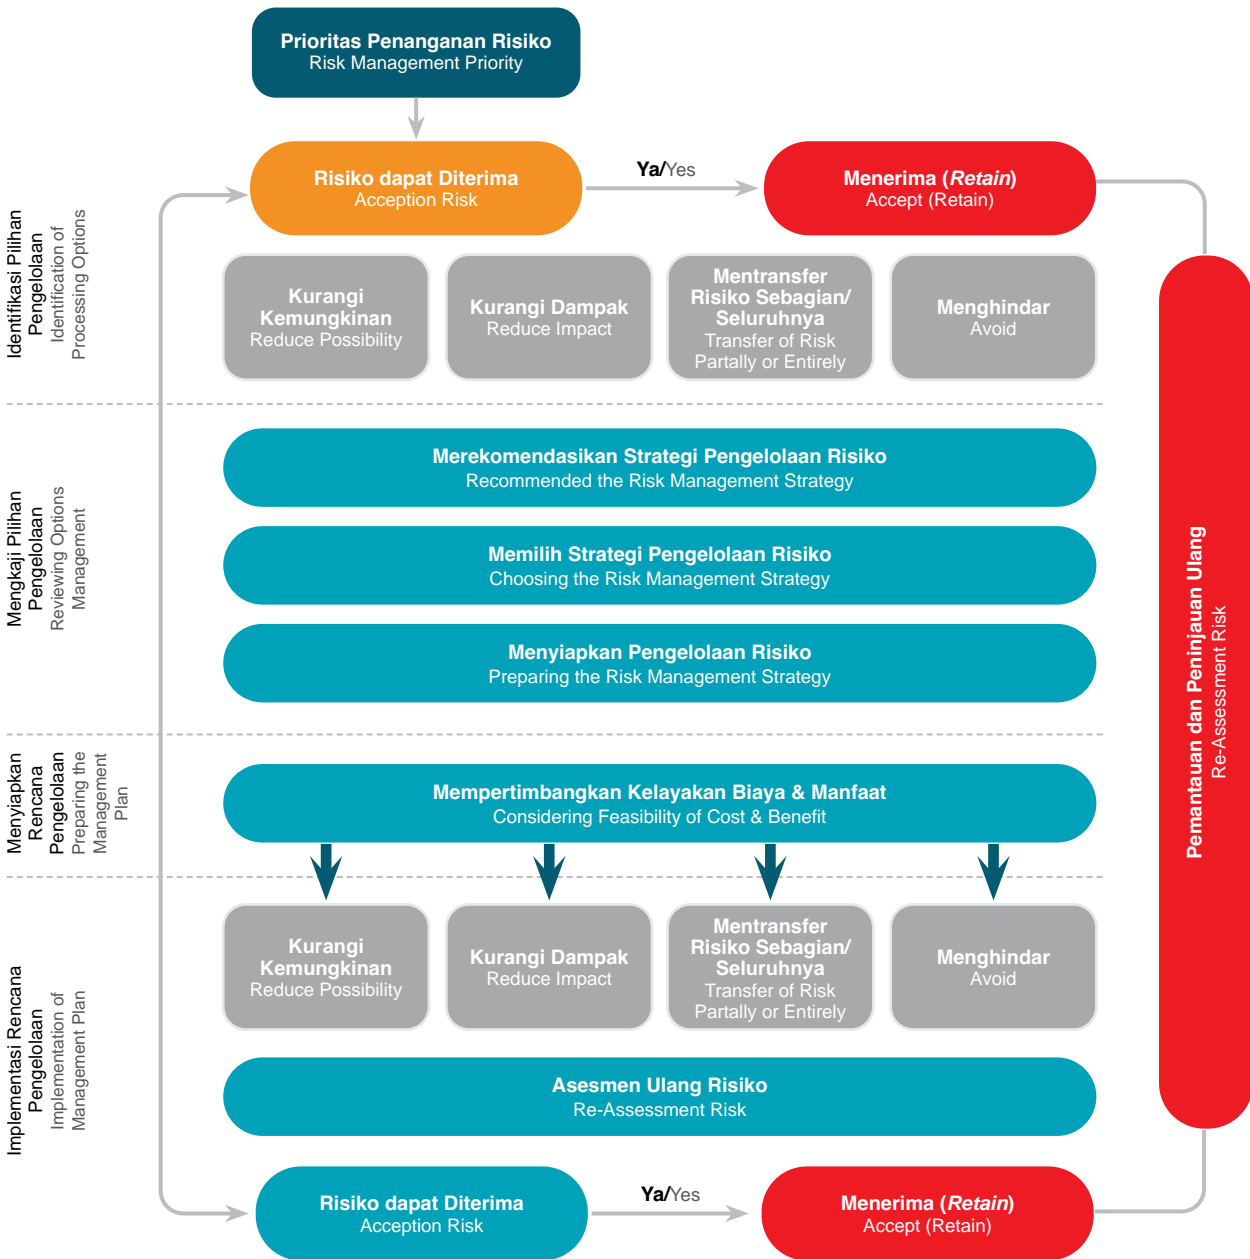 Prioritas Penanganan Risiko
Risk Management Priority
Risiko dapat Diterima
Acception Risk
Ya/Yes
Menerima (Retain)
Accept (Retain)
Identifikasi Pilihan
Pengelolaan
Identification of
Processing Options
Kurangi
Kemungkinan
Reduce Possibility
Kurangi Dampak
Reduce Impact
Mentransfer
Risiko Sebagian/
Seluruhnya
Transfer of Risk
Partally or Entirely
Menghindar
Avoid
Mengkaji Pilihan
Pengelolaan
Reviewing Options
Management
Merekomendasikan Strategi Pengelolaan Risiko
Recommended the Risk Management Strategy
Memilih Strategi Pengelolaan Risiko
Choosing the Risk Management Strategy
Menyiapkan Pengelolaan Risiko
Preparing the Risk Management Strategy
Menyiapkan
Rencana
Pengelolaan
Preparing the
Management
Plan
Mempertimbangkan Kelayakan Biaya & Manfaat
Considering Feasibility of Cost & Benefit
Implementasi Rencana
Pengelolaan
Implementation of
Management Plan
Kurangi
Kemungkinan
Reduce Possibility
Kurangi Dampak
Reduce Impact
Mentransfer
Risiko Sebagian/
Seluruhnya
Transfer of Risk
Partally or Entirely
Menghindar
Avoid
Asesmen Ulang Risiko
Re-Assessment Risk
Risiko dapat Diterima
Acception Risk
Ya/Yes
Menerima (Retain)
Accept (Retain)
Pemantauan dan Peninjauan Ulang
Re-Assessment Risk